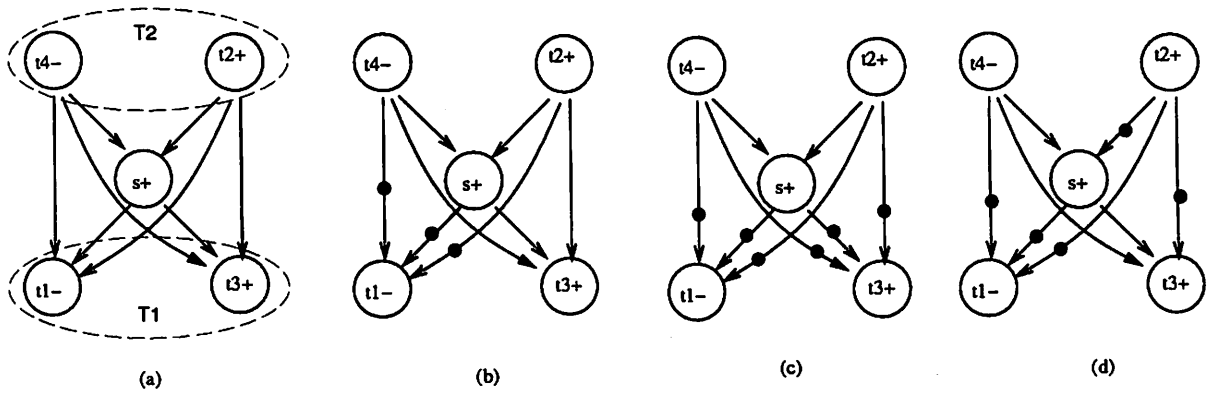 T2
t4− t2+
s+
t1− t3+
T1
(a)
t4− t2+
s+
t1− t3+
(b)
t4− t2+
s+
t1− t3+
(c)
t4− t2+
s+
t1− t3+
(d)